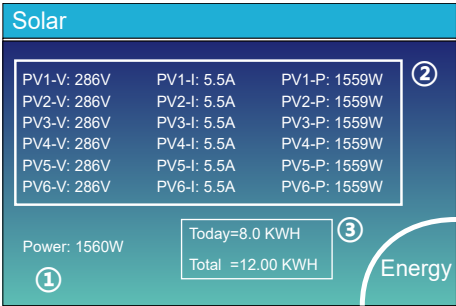 Solar
PV1-V: 286V PV1-I: 5.5A PV1-P: 1559W
PV2-V: 286V PV2-I: 5.5A PV2-P: 1559W
PV3-V: 286V PV3-I: 5.5A PV3-P: 1559W
PV4-V: 286V PV4-I: 5.5A PV4-P: 1559W
PV5-V: 286V PV5-I: 5.5A PV5-P: 1559W
PV6-V: 286V PV6-I: 5.5A PV6-P: 1559W
②
Power: 1560W
①
Today=8.0 KWH
Total =12.00 KWH
③
Energy